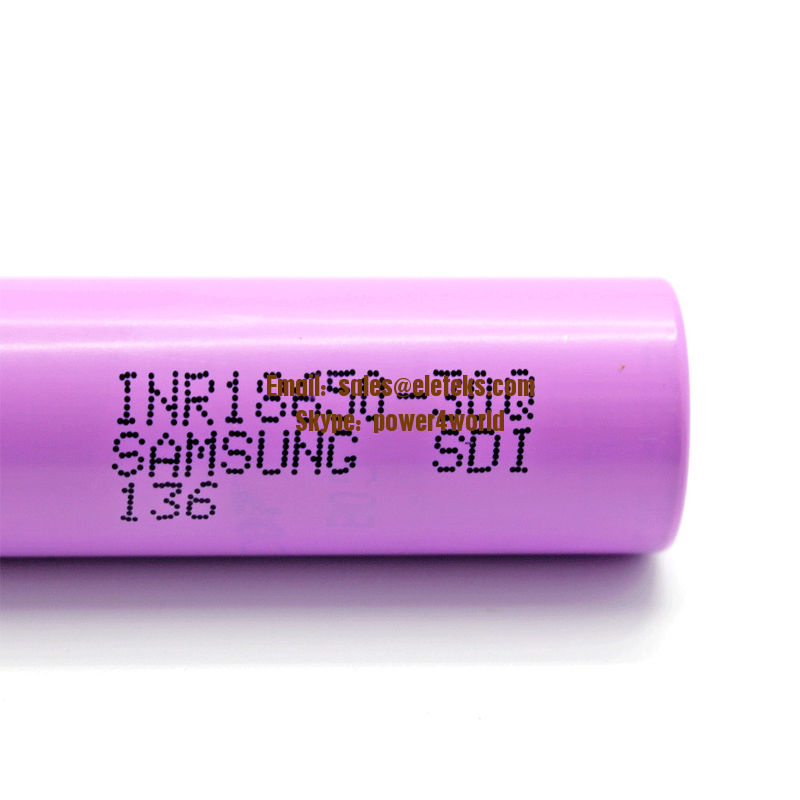 INR18650-30Q
Email: sales@eleteks.com
Skype: power4world
SAMSUNG SDI
136